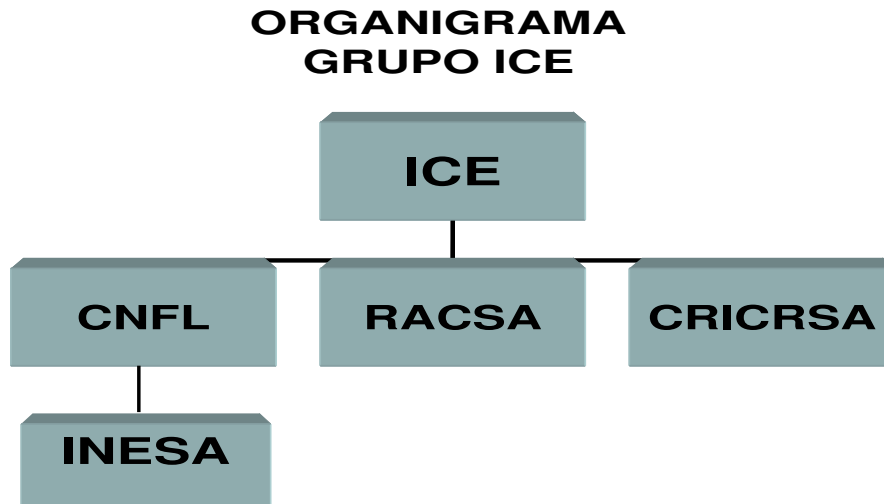 ORGANIGRAMA
GRUPO ICE
ICE
CNFL
RACSA
CRICRSA
INESA